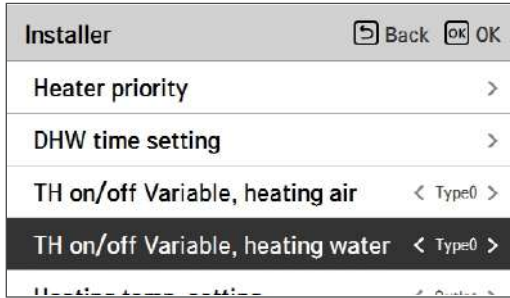 Installer Back OK OK
Heater priority >
DHW time setting >
TH on/off Variable, heating air < Type0 >
TH on/off Variable, heating water < Type0 >